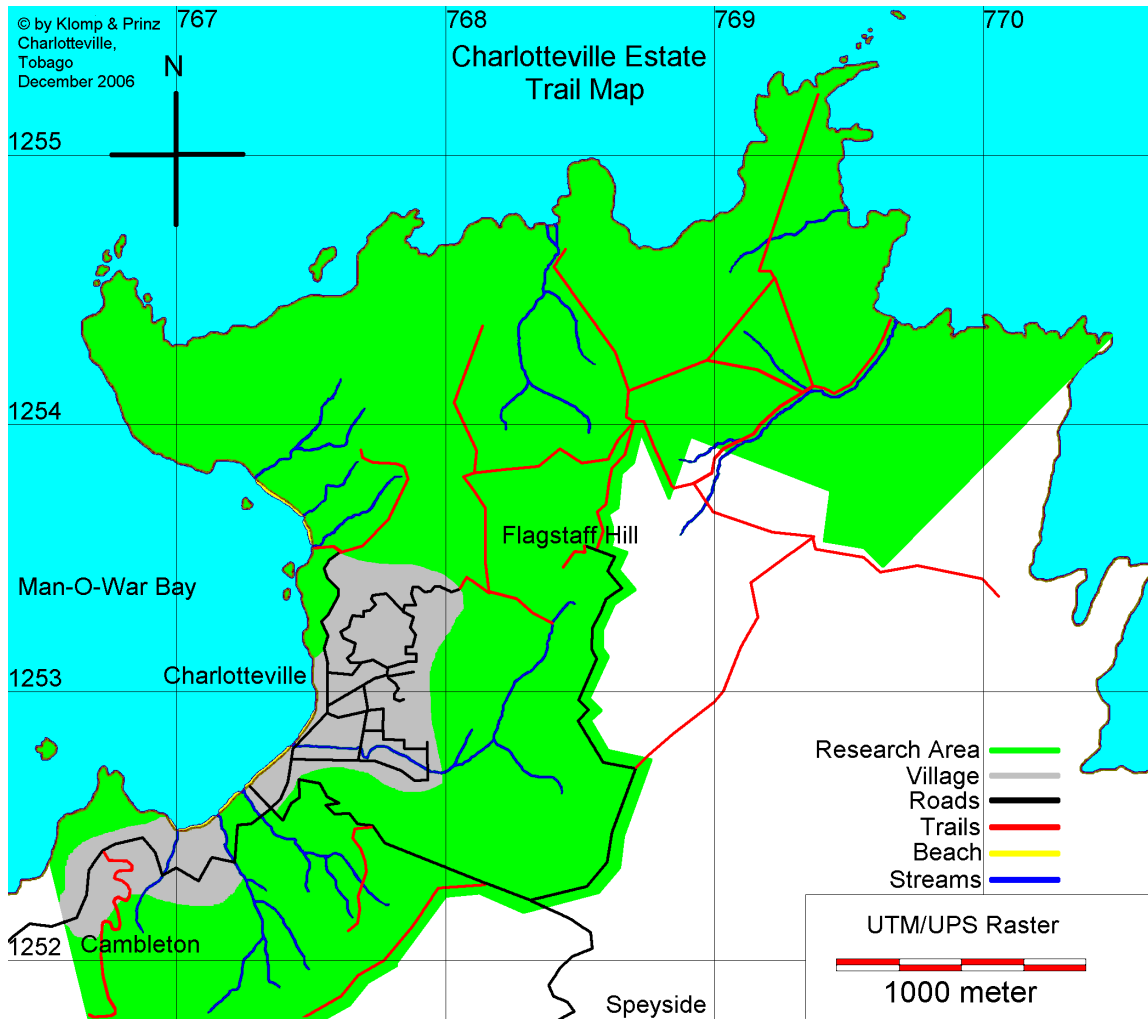 © by Klomp & Prinz
Charlotteville,
Tobago
December 2006
767
768
769
770
Charlotteville Estate
Trail Map
N
1255
1254
Flagstaff Hill
Man-O-War Bay
Charlotteville
1253
Research Area
Village
Roads
Trails
Beach
Streams
1252
Cambleton
Speyside
UTM/UPS Raster
1000 meter